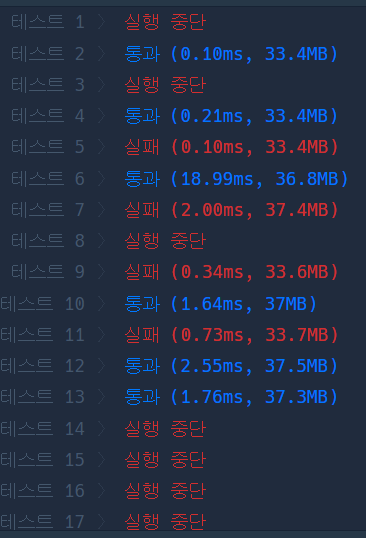 테스트 1 〉 실행 중단
테스트 2 〉 통과 (0.10ms, 33.4MB)
테스트 3 〉 실행 중단
테스트 4 〉 통과 (0.21ms, 33.4MB)
테스트 5 〉 실패 (0.10ms, 33.4MB)
테스트 6 〉 통과 (18.99ms, 36.8MB)
테스트 7 〉 실패 (2.00ms, 37.4MB)
테스트 8 〉 실행 중단
테스트 9 〉 실패 (0.34ms, 33.6MB)
테스트 10 〉 통과 (1.64ms, 37MB)
테스트 11 〉 실패 (0.73ms, 33.7MB)
테스트 12 〉 통과 (2.55ms, 37.5MB)
테스트 13 〉 통과 (1.76ms, 37.3MB)
테스트 14 〉 실행 중단
테스트 15 〉 실행 중단
테스트 16 〉 실행 중단
테스트 17 〉 실행 중단